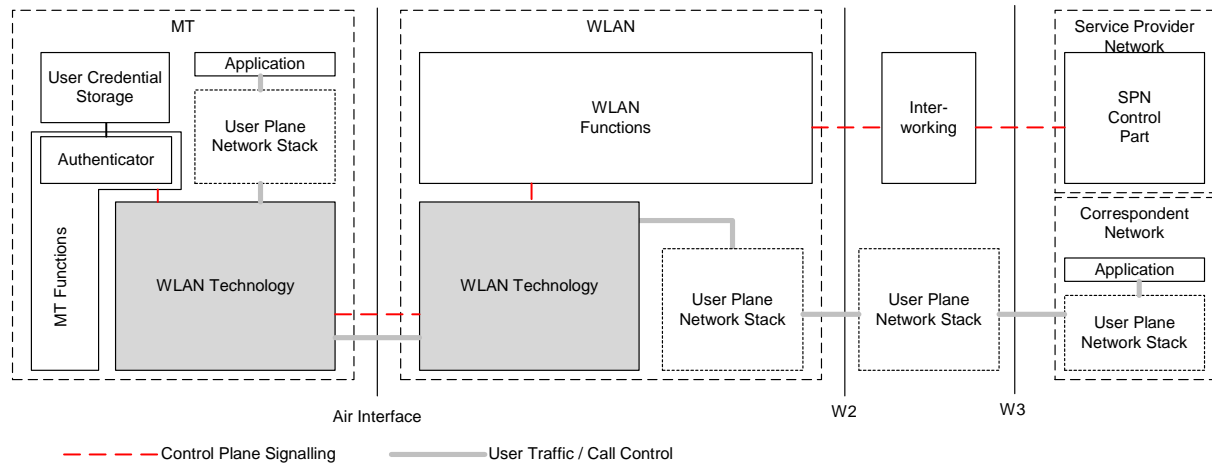 MT
User Credential
Storage
Authenticator
MT Functions
Application
User Plane
Network Stack
WLAN Technology
Air Interface
WLAN
WLAN
Functions
WLAN Technology
User Plane
Network Stack
W2
Inter-
working
User Plane
Network Stack
W3
Service Provider
Network
SPN
Control
Part
Correspondent
Network
Application
User Plane
Network Stack
Control Plane Signalling
User Traffic / Call Control